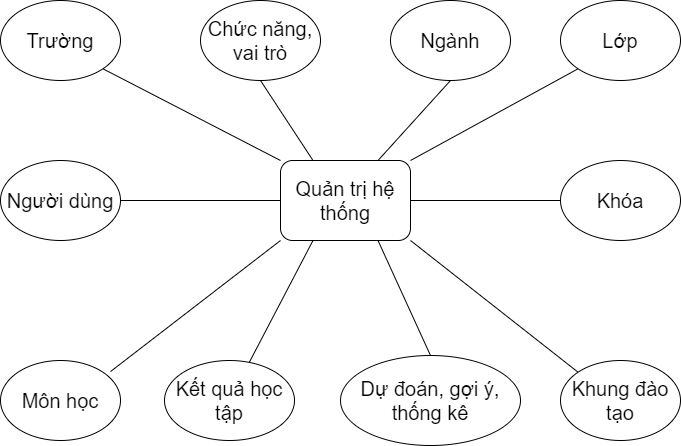 Trường
Chức năng,
vai trò
Ngành
Lớp
Người dùng
Quản trị hệ
thống
Khóa
Môn học
Kết quả học
tập
Dự đoán, gợi ý,
thống kê
Khung đào
tạo